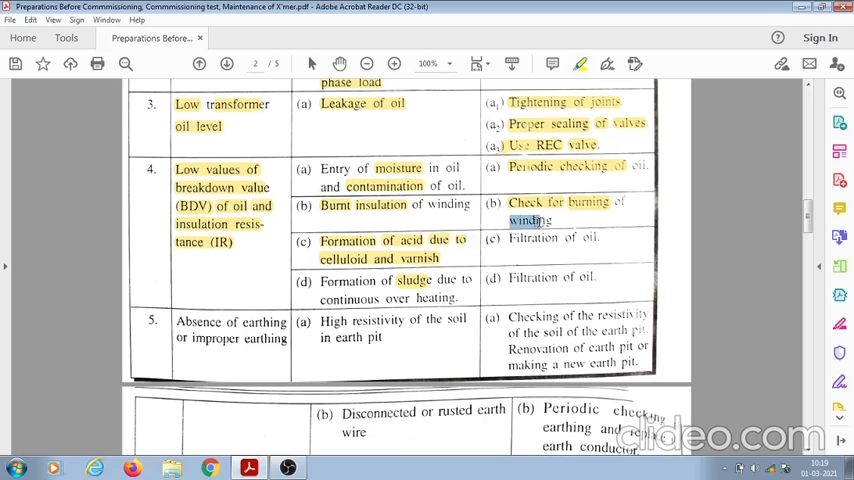 Preparations Before Commmissioning, Commmissioning test, Maintenance of X'mer.pdf - Adobe Acrobat Reader DC (32-bit)
File Edit View Sign Window Help
Home Tools Preparations Before... × Sign In
2 / 5 100%
phase load
3. Low transformer (a) Leakage of oil (a₁) Tightening of joints
oil level (a₂) Proper sealing of valves
(a₃) Use REC valve.
4. Low values of (a) Entry of moisture in oil (a) Periodic checking of oil.
breakdown value and contamination of oil.
(BDV) of oil and (b) Burnt insulation of winding (b) Check for burning of
insulation resis- winding
tance (IR) (c) Formation of acid due to (c) Filtration of oil.
celluloid and varnish
(d) Formation of sludge due to (d) Filtration of oil.
continuous over heating.
5. Absence of earthing (a) High resistivity of the soil (a) Checking of the resistivity
or improper earthing in earth pit of the soil of the earth pit.
Renovation of earth pit or
making a new earth pit.
(b) Disconnected or rusted earth (b) Periodic checking
wire earthing and replace
earth conductor
clideo.com
10:19
01-03-2021